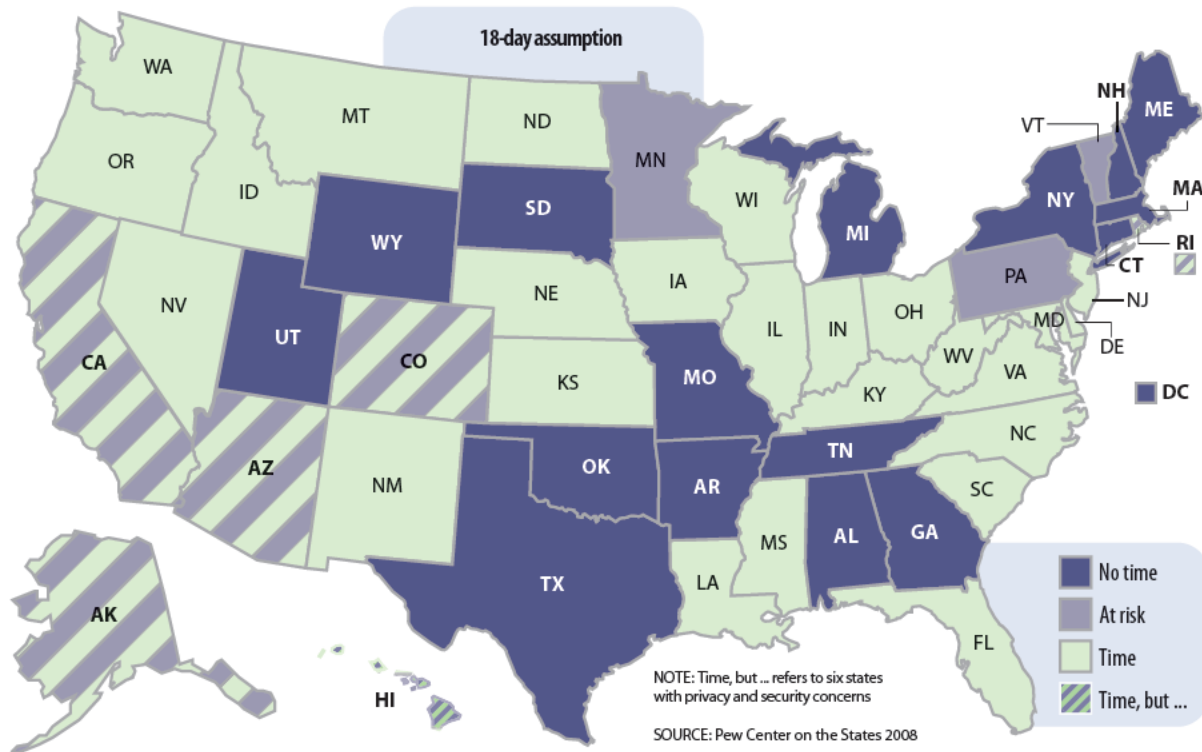 18-day assumption
WA
MT
ND
MN
VT
NH
ME
OR
ID
SD
WI
NY
MA
WY
MI
RI
CT
PA
NV
NE
IA
NJ
UT
IL
IN
OH
MD
DE
CA
CO
WV
VA
KS
MO
KY
DC
NC
TN
AZ
OK
NM
AR
SC
MS
AL
GA
TX
LA
No time
AK
At risk
FL
Time
HI
NOTE: Time, but ... refers to six states
with privacy and security concerns
Time, but ...
SOURCE: Pew Center on the States 2008